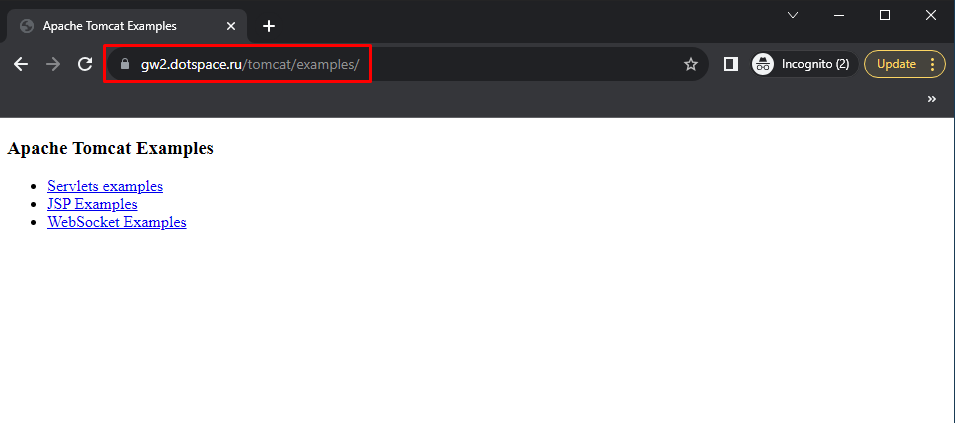 Apache Tomcat Examples
gw2.dotspace.ru/tomcat/examples/
Incognito (2)
Update
Apache Tomcat Examples
Servlets examples
JSP Examples
WebSocket Examples